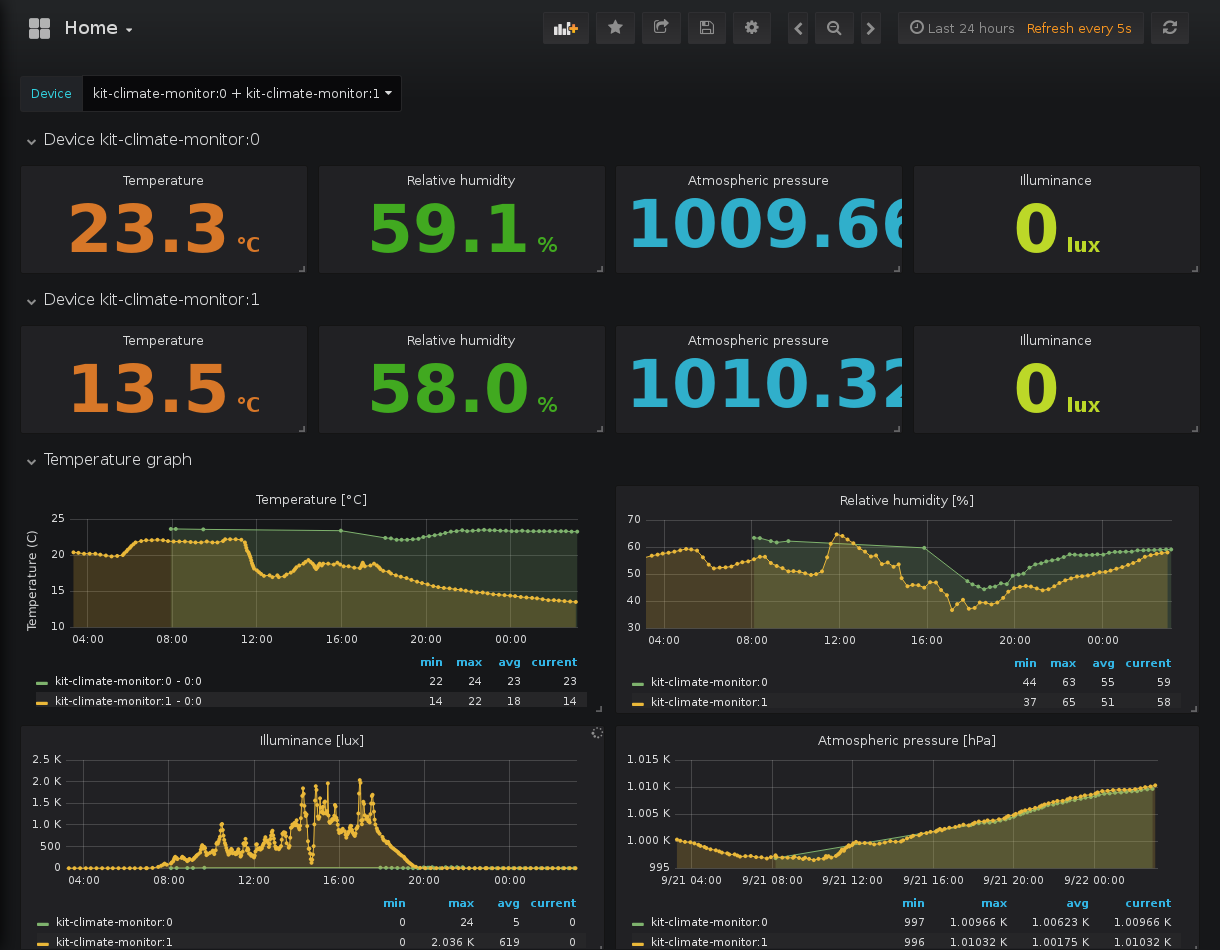 Home
Last 24 hours Refresh every 5s
Device kit-climate-monitor:0 + kit-climate-monitor:1
Device kit-climate-monitor:0
Temperature Relative humidity Atmospheric pressure Illuminance
23.3 °C 59.1 % 1009.66 0 lux
Device kit-climate-monitor:1
Temperature Relative humidity Atmospheric pressure Illuminance
13.5 °C 58.0 % 1010.32 0 lux
Temperature graph
Temperature [°C]
Temperature (C)
25
20
15
10
04:00 08:00 12:00 16:00 20:00 00:00
min max avg current
kit-climate-monitor:0 - 0:0 22 24 23 23
kit-climate-monitor:1 - 0:0 14 22 18 14
Relative humidity [%]
70
60
50
40
30
04:00 08:00 12:00 16:00 20:00 00:00
min max avg current
kit-climate-monitor:0 44 63 55 59
kit-climate-monitor:1 37 65 51 58
Illuminance [lux]
2.5 K
2.0 K
1.5 K
1.0 K
500
0
04:00 08:00 12:00 16:00 20:00 00:00
min max avg current
kit-climate-monitor:0 0 24 5 0
kit-climate-monitor:1 0 2.036 K 619 0
Atmospheric pressure [hPa]
1.015 K
1.010 K
1.005 K
1.000 K
995
9/21 04:00 9/21 08:00 9/21 12:00 9/21 16:00 9/21 20:00 9/22 00:00
min max avg current
kit-climate-monitor:0 997 1.00966 K 1.00623 K 1.00966 K
kit-climate-monitor:1 996 1.01032 K 1.00175 K 1.01032 K